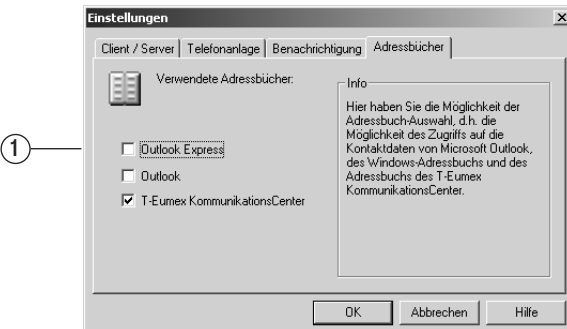 Einstellungen
Client / Server
Telefonanlage
Benachrichtigung
Adressbücher
Verwendete Adressbücher:
1
Outlook Express
Outlook
T-Eumex KommunikationsCenter
Info
Hier haben Sie die Möglichkeit der
Adressbuch-Auswahl, d.h. die
Möglichkeit des Zugriffs auf die
Kontaktdaten von Microsoft Outlook,
des Windows-Adressbuchs und des
Adressbuchs des T-Eumex
KommunikationsCenter.
OK
Abbrechen
Hilfe